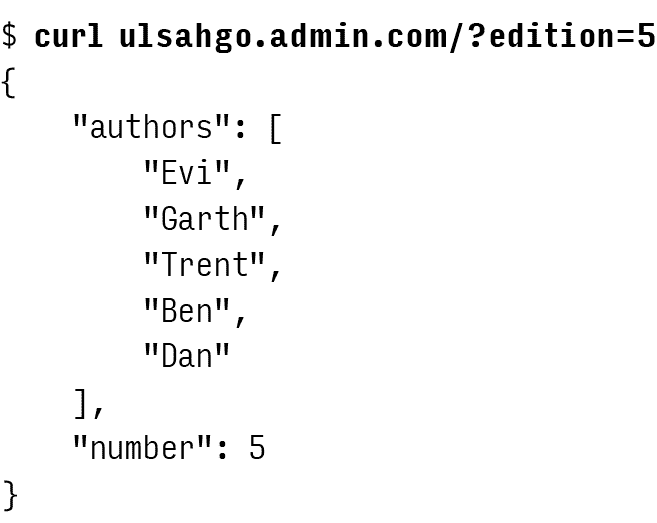 $ curl ulsahgo.admin.com/?edition=5
{
    "authors": [
        "Evi",
        "Garth",
        "Trent",
        "Ben",
        "Dan"
    ],
    "number": 5
}